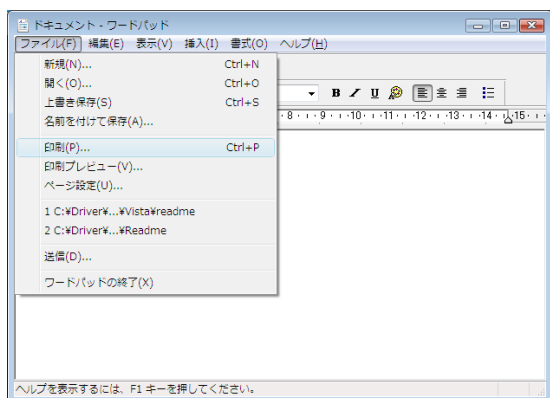 ドキュメント - ワードパッド
ファイル(F) 編集(E) 表示(V) 挿入(I) 書式(O) ヘルプ(H)
新規(N)... Ctrl+N
開く(O)... Ctrl+O
上書き保存(S) Ctrl+S
名前を付けて保存(A)...
B / U
8 9 10 11 12 13 14 15
印刷(P)... Ctrl+P
印刷プレビュー(V)...
ページ設定(U)...
1 C:¥Driver¥...¥Vista¥readme
2 C:¥Driver¥...¥Readme
送信(D)...
ワードパッドの終了(X)
ヘルプを表示するには、F1 キーを押してください。